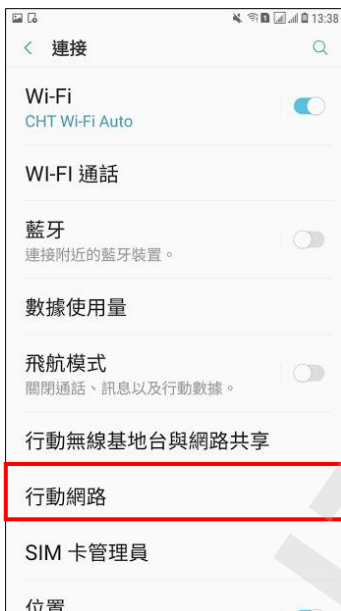 13:38
連接
Wi-Fi
CHT Wi-Fi Auto
WI-FI 通話
藍牙
連接附近的藍牙裝置。
數據使用量
飛航模式
關閉通話、訊息以及行動數據。
行動無線基地台與網路共享
行動網路
SIM 卡管理員
位置